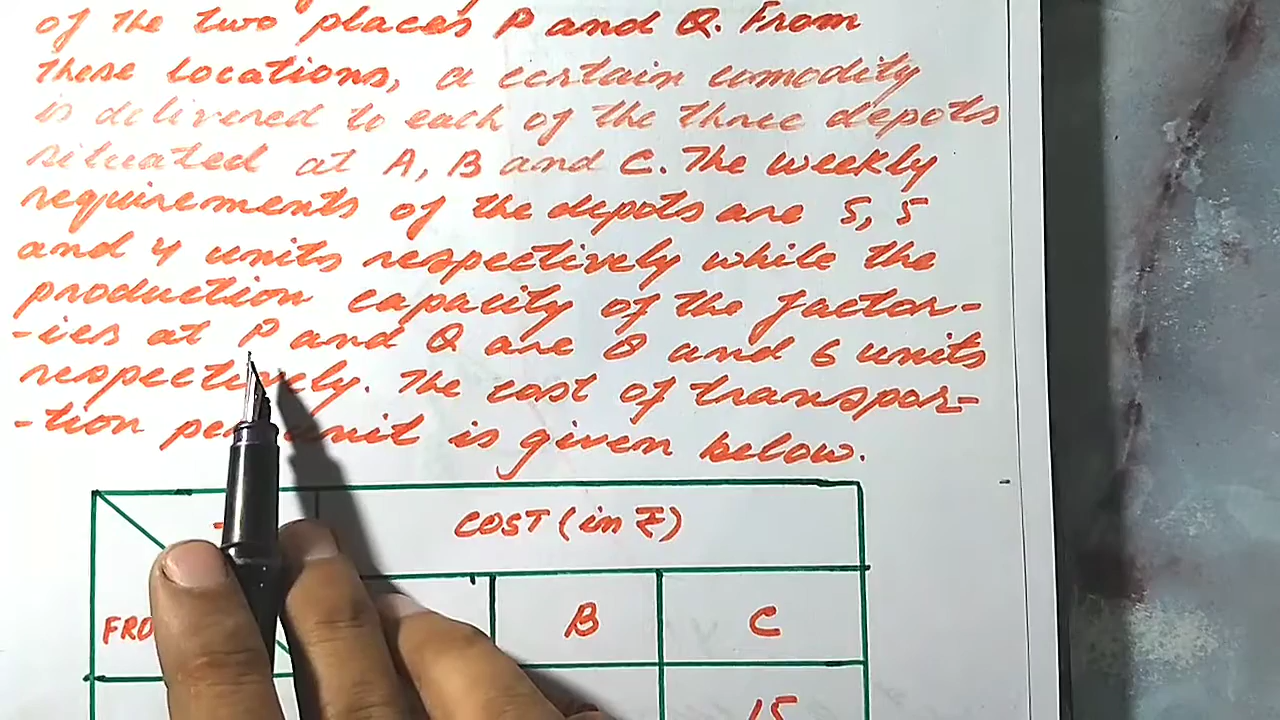 of the two places P and Q. From
these locations, a certain comodity
is delivered to each of the three depots
situated at A, B and C. The weekly
requirements of the depots are 5, 5
and 4 units respectively while the
production capacity of the factor-
-ies at P and Q are 8 and 6 units
respectively. The cost of transpor-
-tion per unit is given below.
COST (in ₹)
B C
15